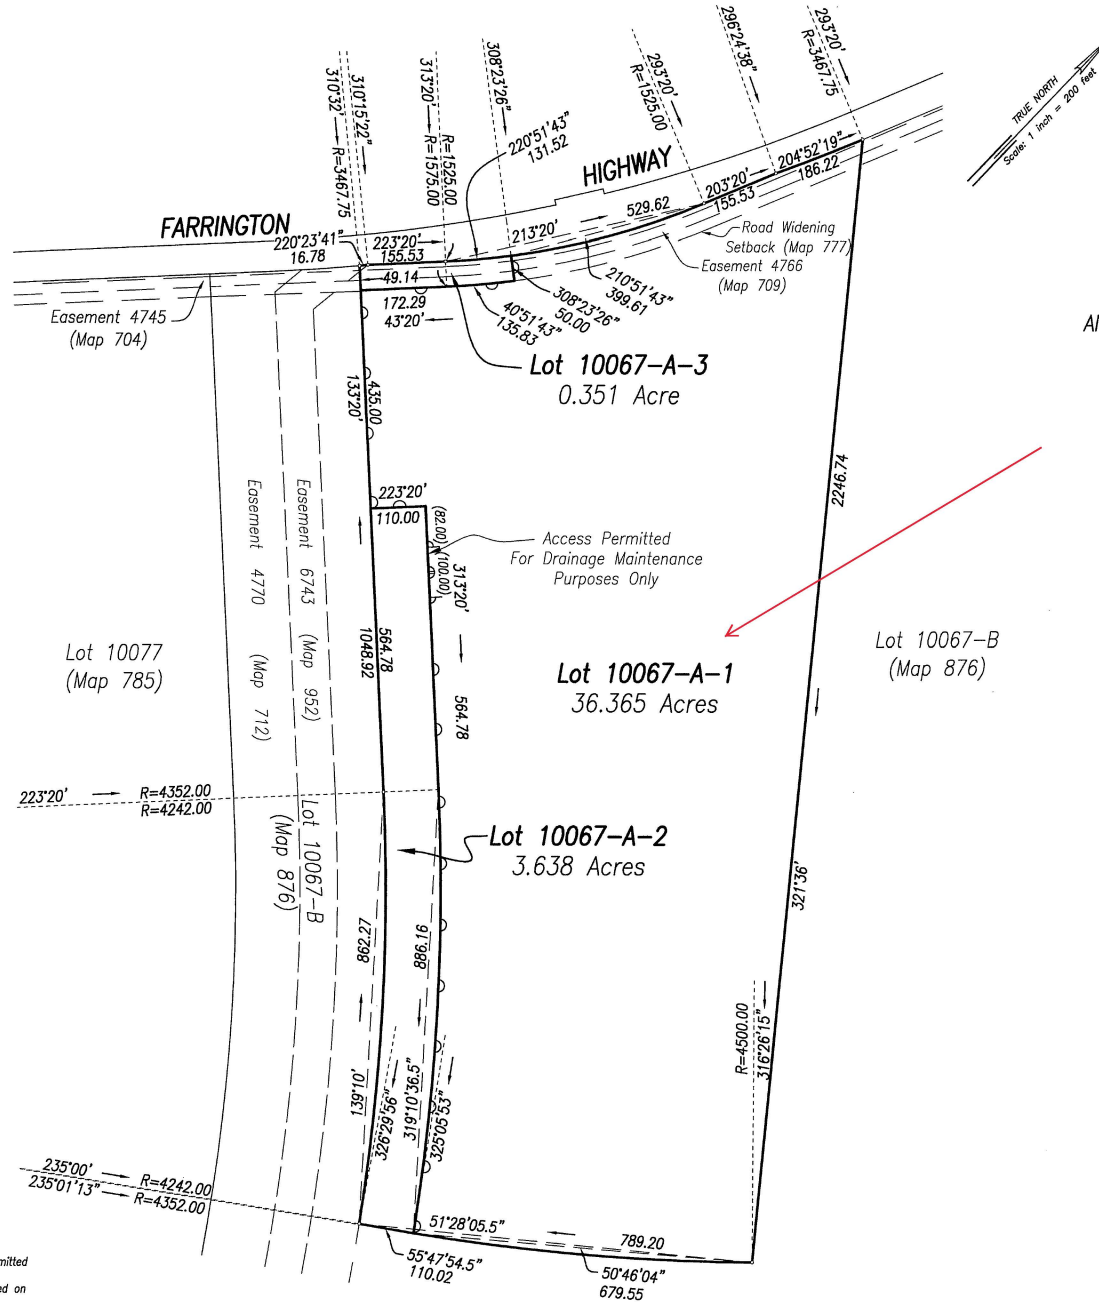 310°32'
R=3467.75
310°15'22"
313°20'
R=1525.00
R=1575.00
308°23'26"
220°51'43"
131.52
293°20'
R=1525.00
296°24'38"
293°20'
R=3467.75
TRUE NORTH
Scale: 1 inch = 200 feet
FARRINGTON
HIGHWAY
220°23'41"
16.78
223°20'
155.53
213°20'
529.62
203°20'
155.53
204°52'19"
186.22
Road Widening
Setback (Map 777)
Easement 4766
(Map 709)
49.14
172.29
43°20'
40°51'43"
135.83
308°23'26"
50.00
210°51'43"
399.61
Easement 4745
(Map 704)
Lot 10067-A-3
0.351 Acre
435.00
133°20'
223°20'
110.00
(82.00)
(100.00)
313°20'
564.78
Access Permitted
For Drainage Maintenance
Purposes Only
2246.74
Easement 4770 (Map 712)
Easement 6743 (Map 952)
564.78
1048.92
Lot 10077
(Map 785)
Lot 10067-A-1
36.365 Acres
Lot 10067-B
(Map 876)
223°20'
R=4352.00
R=4242.00
Lot 10067-B
(Map 876)
Lot 10067-A-2
3.638 Acres
321°36'
862.27
886.16
139°10'
326°29'56"
319°10'36.5"
325°05'53"
R=4500.00
316°26'15"
235°00'
R=4242.00
235°01'13"
R=4352.00
51°28'05.5"
789.20
55°47'54.5"
110.02
50°46'04"
679.55
mitted
ed on